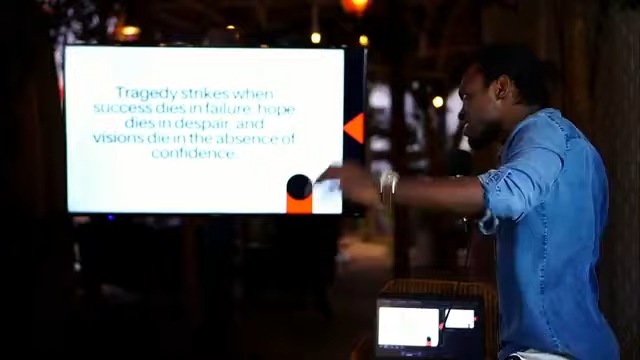 Tragedy strikes when
success dies in failure, hope
dies in despair, and
visions die in the absence of
confidence.